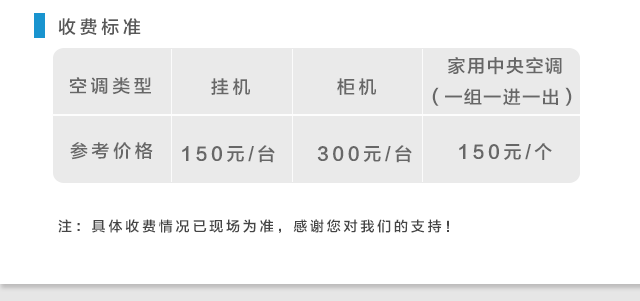 收费标准
空调类型 挂机 柜机 家用中央空调
（一组一进一出）
参考价格 150元/台 300元/台 150元/个
注：具体收费情况已现场为准，感谢您对我们的支持！